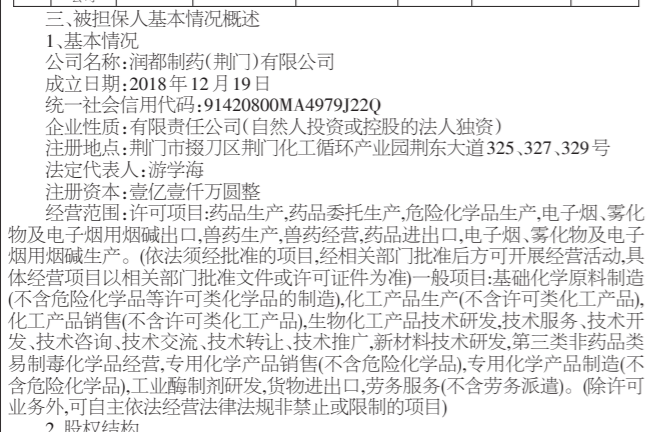 三、被担保人基本情况概述
1、基本情况
公司名称:润都制药(荆门)有限公司
成立日期:2018年12月19日
统一社会信用代码:91420800MA4979J22Q
企业性质:有限责任公司(自然人投资或控股的法人独资)
注册地点:荆门市掇刀区荆门化工循环产业园荆东大道325、327、329号
法定代表人:游学海
注册资本:壹亿壹仟万圆整
经营范围:许可项目:药品生产,药品委托生产,危险化学品生产,电子烟、雾化
物及电子烟用烟碱出口,兽药生产,兽药经营,药品进出口,电子烟、雾化物及电子
烟用烟碱生产。(依法须经批准的项目,经相关部门批准后方可开展经营活动,具
体经营项目以相关部门批准文件或许可证件为准)一般项目:基础化学原料制造
(不含危险化学品等许可类化学品的制造),化工产品生产(不含许可类化工产品),
化工产品销售(不含许可类化工产品),生物化工产品技术研发,技术服务、技术开
发、技术咨询、技术交流、技术转让、技术推广,新材料技术研发,第三类非药品类
易制毒化学品经营,专用化学产品销售(不含危险化学品),专用化学产品制造(不
含危险化学品),工业酶制剂研发,货物进出口,劳务服务(不含劳务派遣)。(除许可
业务外,可自主依法经营法律法规非禁止或限制的项目)
2、股权结构